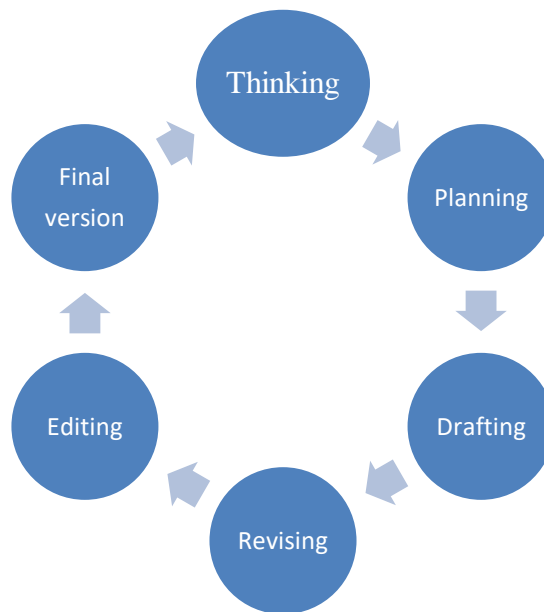 Thinking
Planning
Drafting
Revising
Editing
Final
version